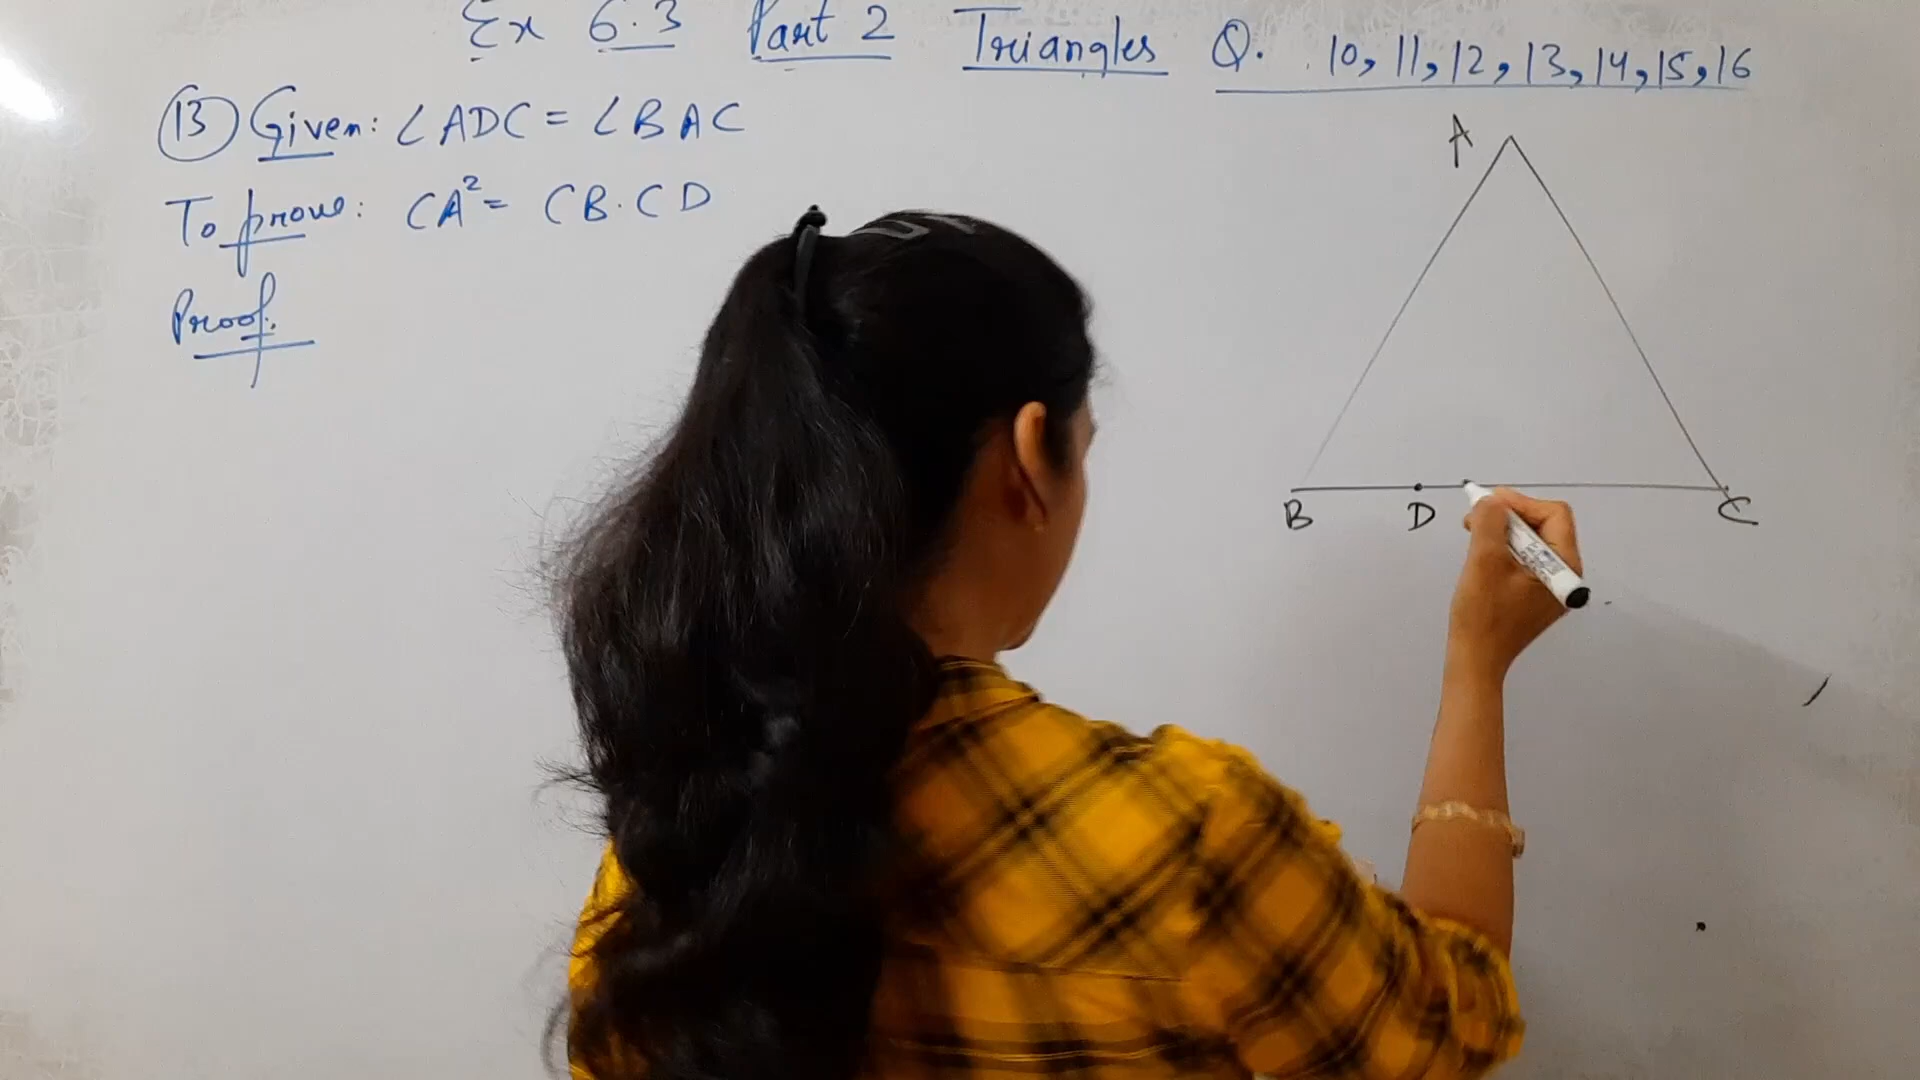 Ex 6.3 Part 2 Triangles Q. 10, 11, 12, 13, 14, 15, 16
13 Given: ∠ADC = ∠BAC
To prove: CA² = CB.CD
Proof.
A
B D C